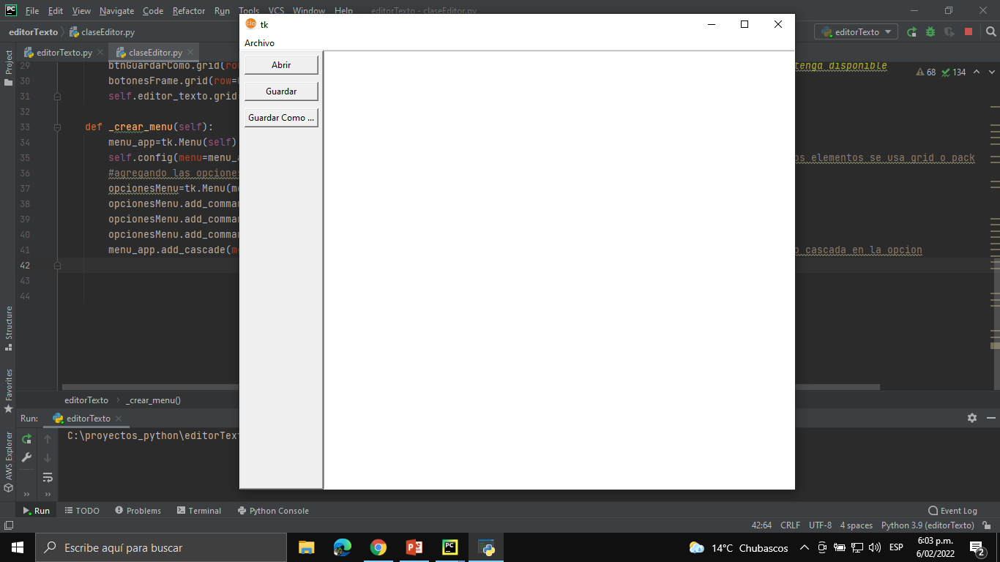 PC File Edit View Navigate Code Refactor Run Tools VCS Window Help editorTexto - claseEditor.py
editorTexto claseEditor.py editorTexto
editorTexto.py claseEditor.py
clo tk
Archivo
Abrir
Guardar
Guardar Como ...
29 btnGuardarComo.grid(row tenga disponible
68 134
30 botonesFrame.grid(row=
31 self.editor_texto.grid
32
33 def _crear_menu(self):
34 menu_app=tk.Menu(self)
35 self.config(menu=menu_a os elementos se usa grid o pack
36 #agregando las opciones
37 opcionesMenu=tk.Menu(me
38 opcionesMenu.add_comman
39 opcionesMenu.add_comman
40 opcionesMenu.add_comman
41 menu_app.add_cascade(me o cascada en la opcion
42
43
44
Project
Structure
Favorites
AWS Explorer
editorTexto _crear_menu()
Run: editorTexto
C:\proyectos_python\editorText
Run TODO Problems Terminal Python Console Event Log
42:64 CRLF UTF-8 4 spaces Python 3.9 (editorTexto)
Escribe aquí para buscar
PC
14°C Chubascos ESP
6:03 p.m.
6/02/2022
2